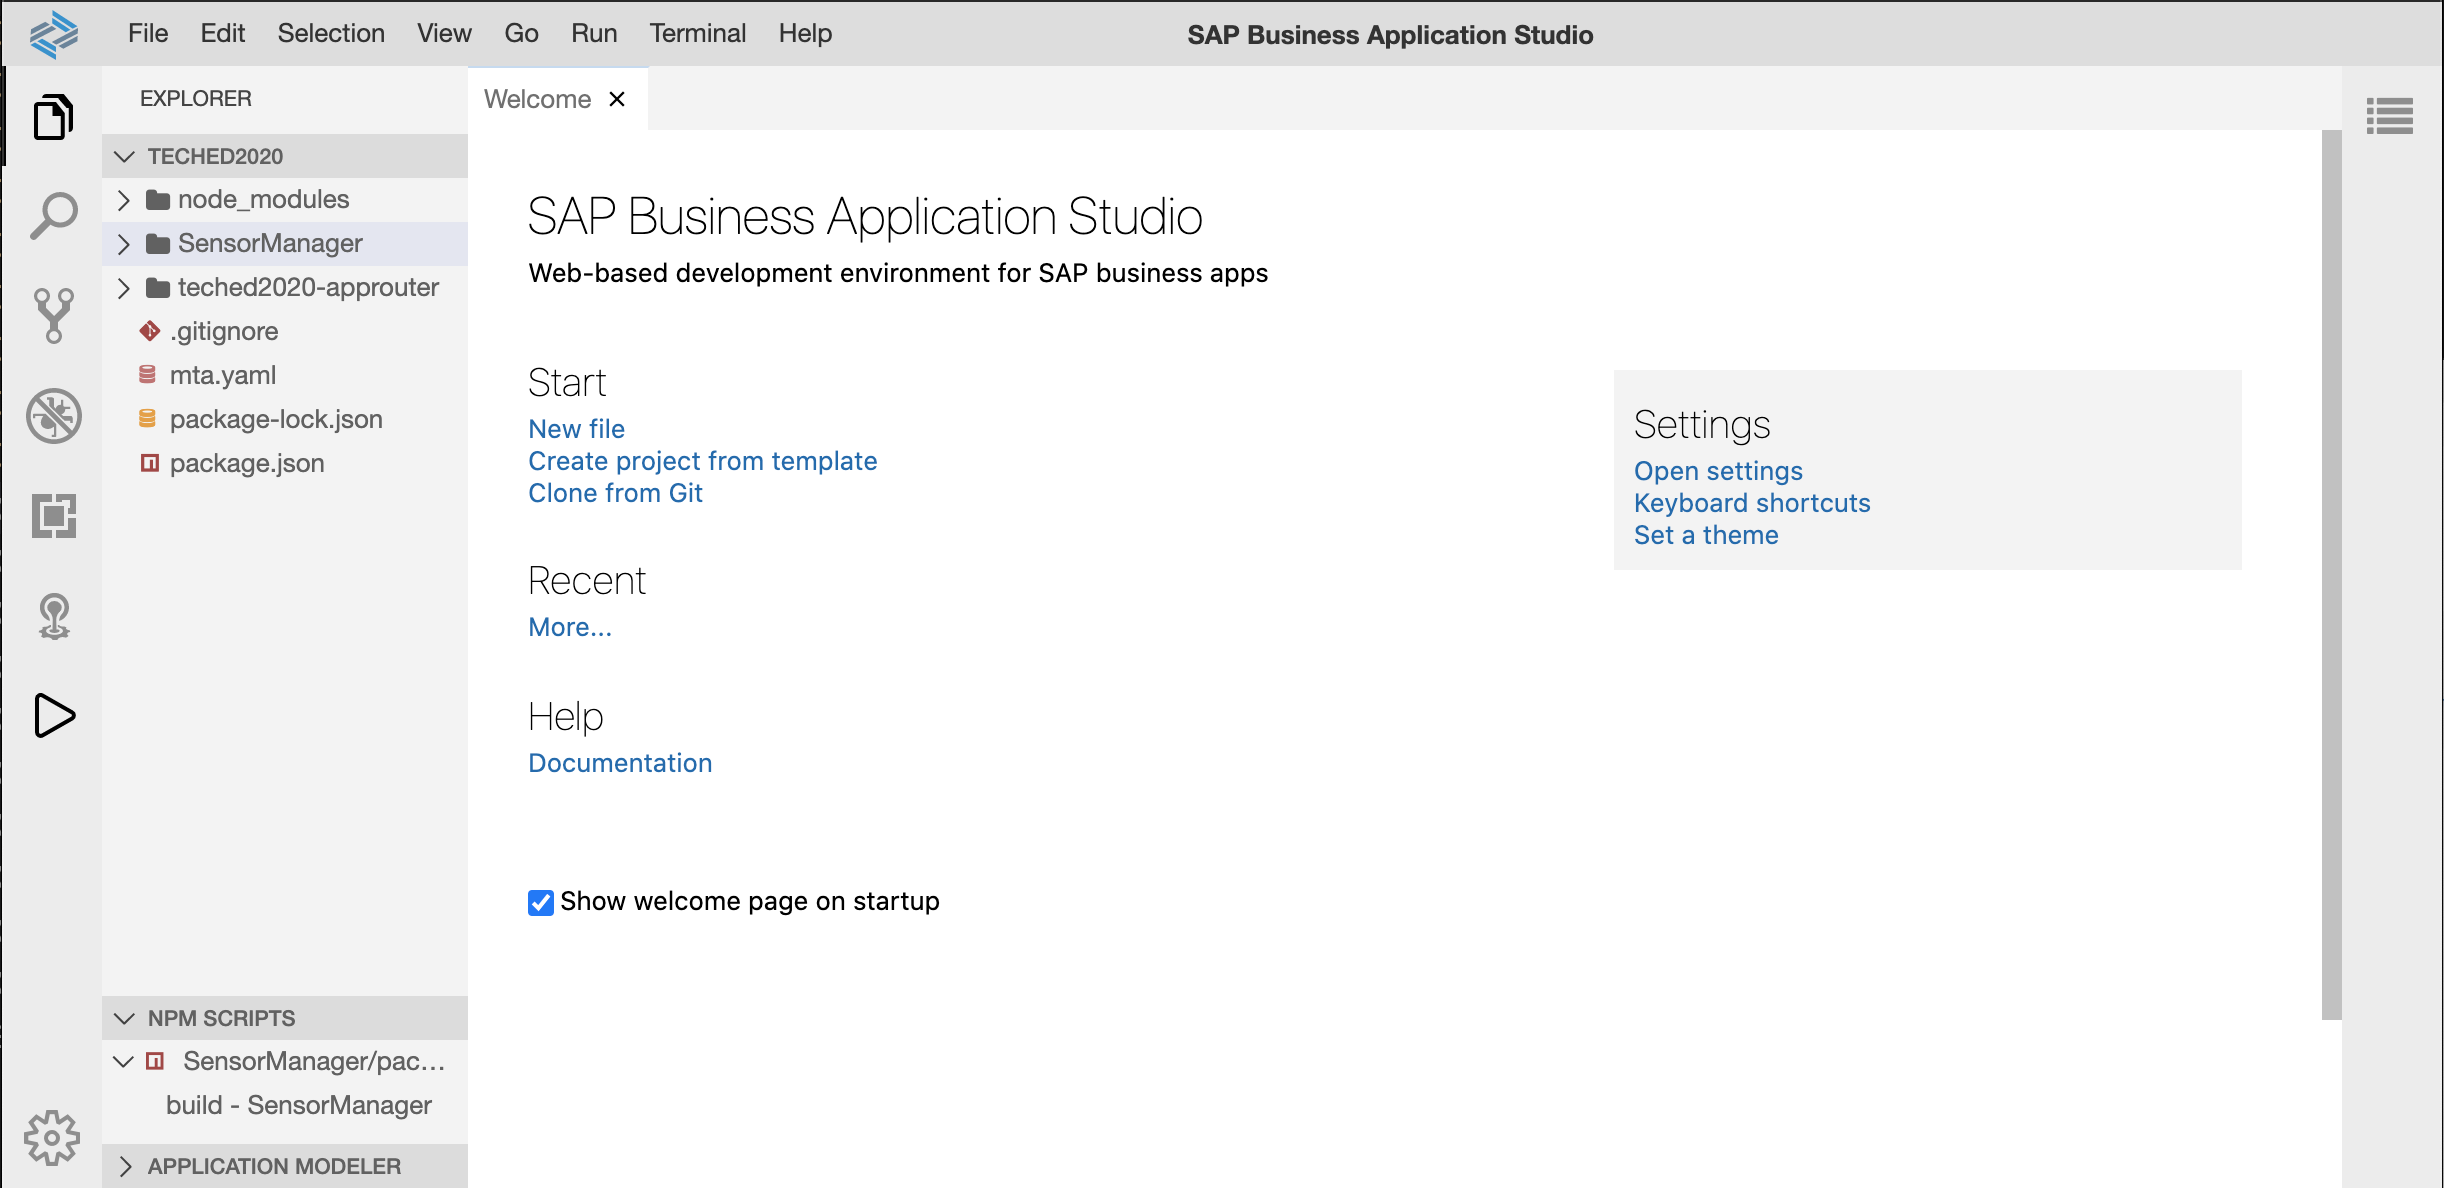 File Edit Selection View Go Run Terminal Help SAP Business Application Studio
EXPLORER
TECHED2020
node_modules
SensorManager
teched2020-approuter
.gitignore
mta.yaml
package-lock.json
package.json
NPM SCRIPTS
SensorManager/pac...
build - SensorManager
APPLICATION MODELER
Welcome
SAP Business Application Studio
Web-based development environment for SAP business apps
Start
New file
Create project from template
Clone from Git
Recent
More...
Help
Documentation
Show welcome page on startup
Settings
Open settings
Keyboard shortcuts
Set a theme